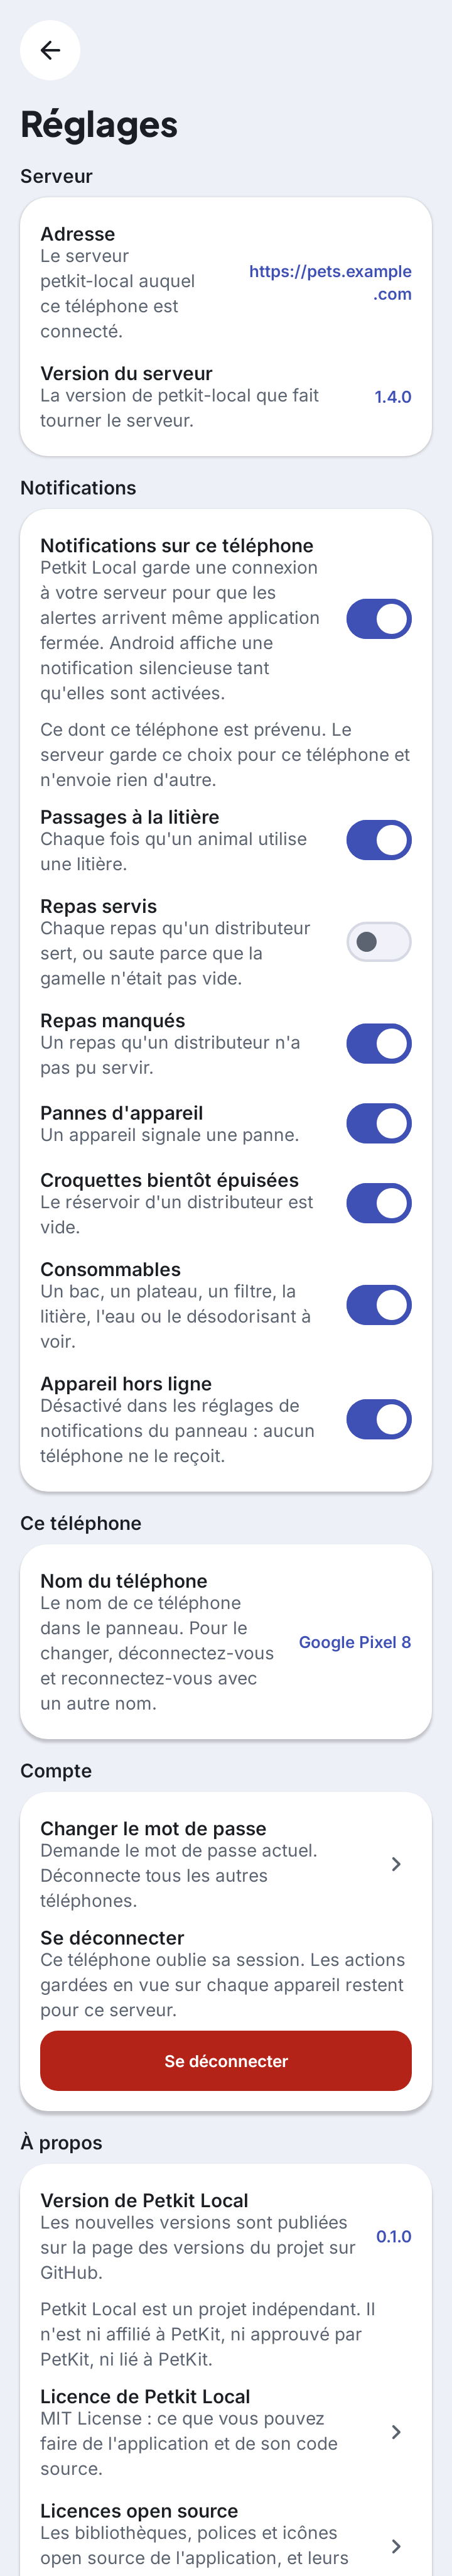 Réglages
Serveur
Adresse
Le serveur
petkit-local auquel
ce téléphone est
connecté.
https://pets.example
.com
Version du serveur
La version de petkit-local que fait
tourner le serveur.
1.4.0
Notifications
Notifications sur ce téléphone
Petkit Local garde une connexion
à votre serveur pour que les
alertes arrivent même application
fermée. Android affiche une
notification silencieuse tant
qu'elles sont activées.
Ce dont ce téléphone est prévenu. Le
serveur garde ce choix pour ce téléphone et
n'envoie rien d'autre.
Passages à la litière
Chaque fois qu'un animal utilise
une litière.
Repas servis
Chaque repas qu'un distributeur
sert, ou saute parce que la
gamelle n'était pas vide.
Repas manqués
Un repas qu'un distributeur n'a
pas pu servir.
Pannes d'appareil
Un appareil signale une panne.
Croquettes bientôt épuisées
Le réservoir d'un distributeur est
vide.
Consommables
Un bac, un plateau, un filtre, la
litière, l'eau ou le désodorisant à
voir.
Appareil hors ligne
Désactivé dans les réglages de
notifications du panneau : aucun
téléphone ne le reçoit.
Ce téléphone
Nom du téléphone
Le nom de ce téléphone
dans le panneau. Pour le
changer, déconnectez-vous
et reconnectez-vous avec
un autre nom.
Google Pixel 8
Compte
Changer le mot de passe
Demande le mot de passe actuel.
Déconnecte tous les autres
téléphones.
Se déconnecter
Ce téléphone oublie sa session. Les actions
gardées en vue sur chaque appareil restent
pour ce serveur.
Se déconnecter
À propos
Version de Petkit Local
Les nouvelles versions sont publiées
sur la page des versions du projet sur
GitHub.
0.1.0
Petkit Local est un projet indépendant. Il
n'est ni affilié à PetKit, ni approuvé par
PetKit, ni lié à PetKit.
Licence de Petkit Local
MIT License : ce que vous pouvez
faire de l'application et de son code
source.
Licences open source
Les bibliothèques, polices et icônes
open source de l'application, et leurs